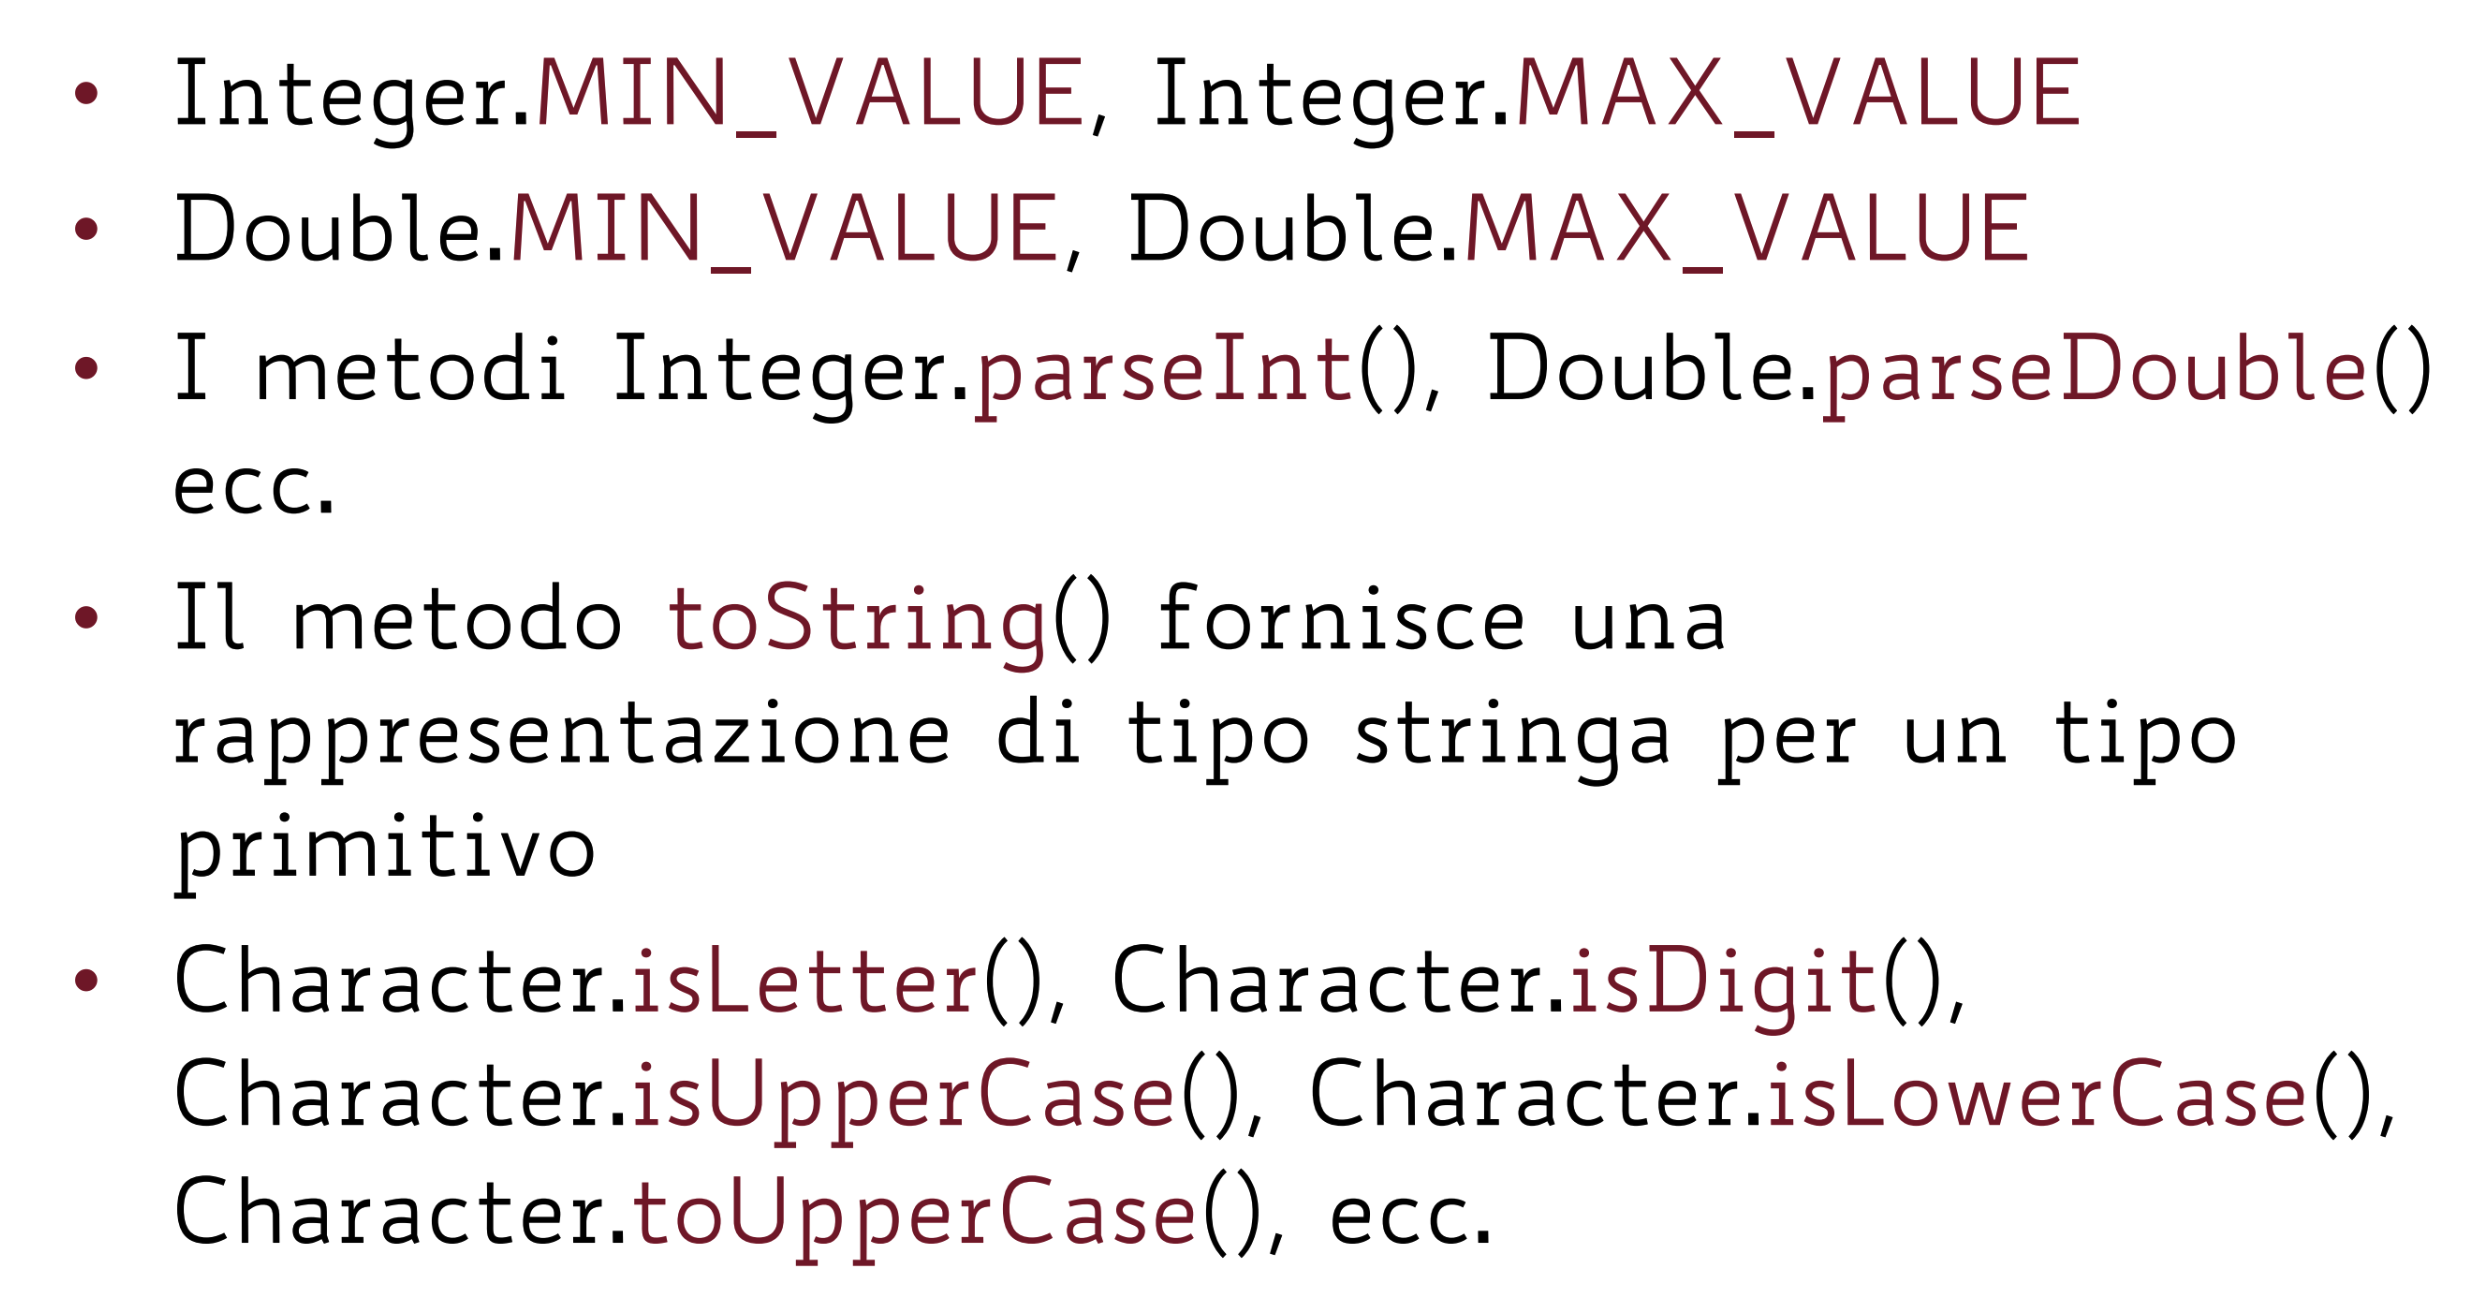 • Integer.MIN_VALUE, Integer.MAX_VALUE
• Double.MIN_VALUE, Double.MAX_VALUE
• I metodi Integer.parseInt(), Double.parseDouble()
ecc.
• Il metodo toString() fornisce una
rappresentazione di tipo stringa per un tipo
primitivo
• Character.isLetter(), Character.isDigit(),
Character.isUpperCase(), Character.isLowerCase(),
Character.toUpperCase(), ecc.